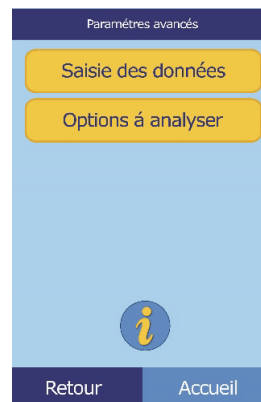 Paramétres avancés
Saisie des données
Options á analyser
i
Retour
Accueil